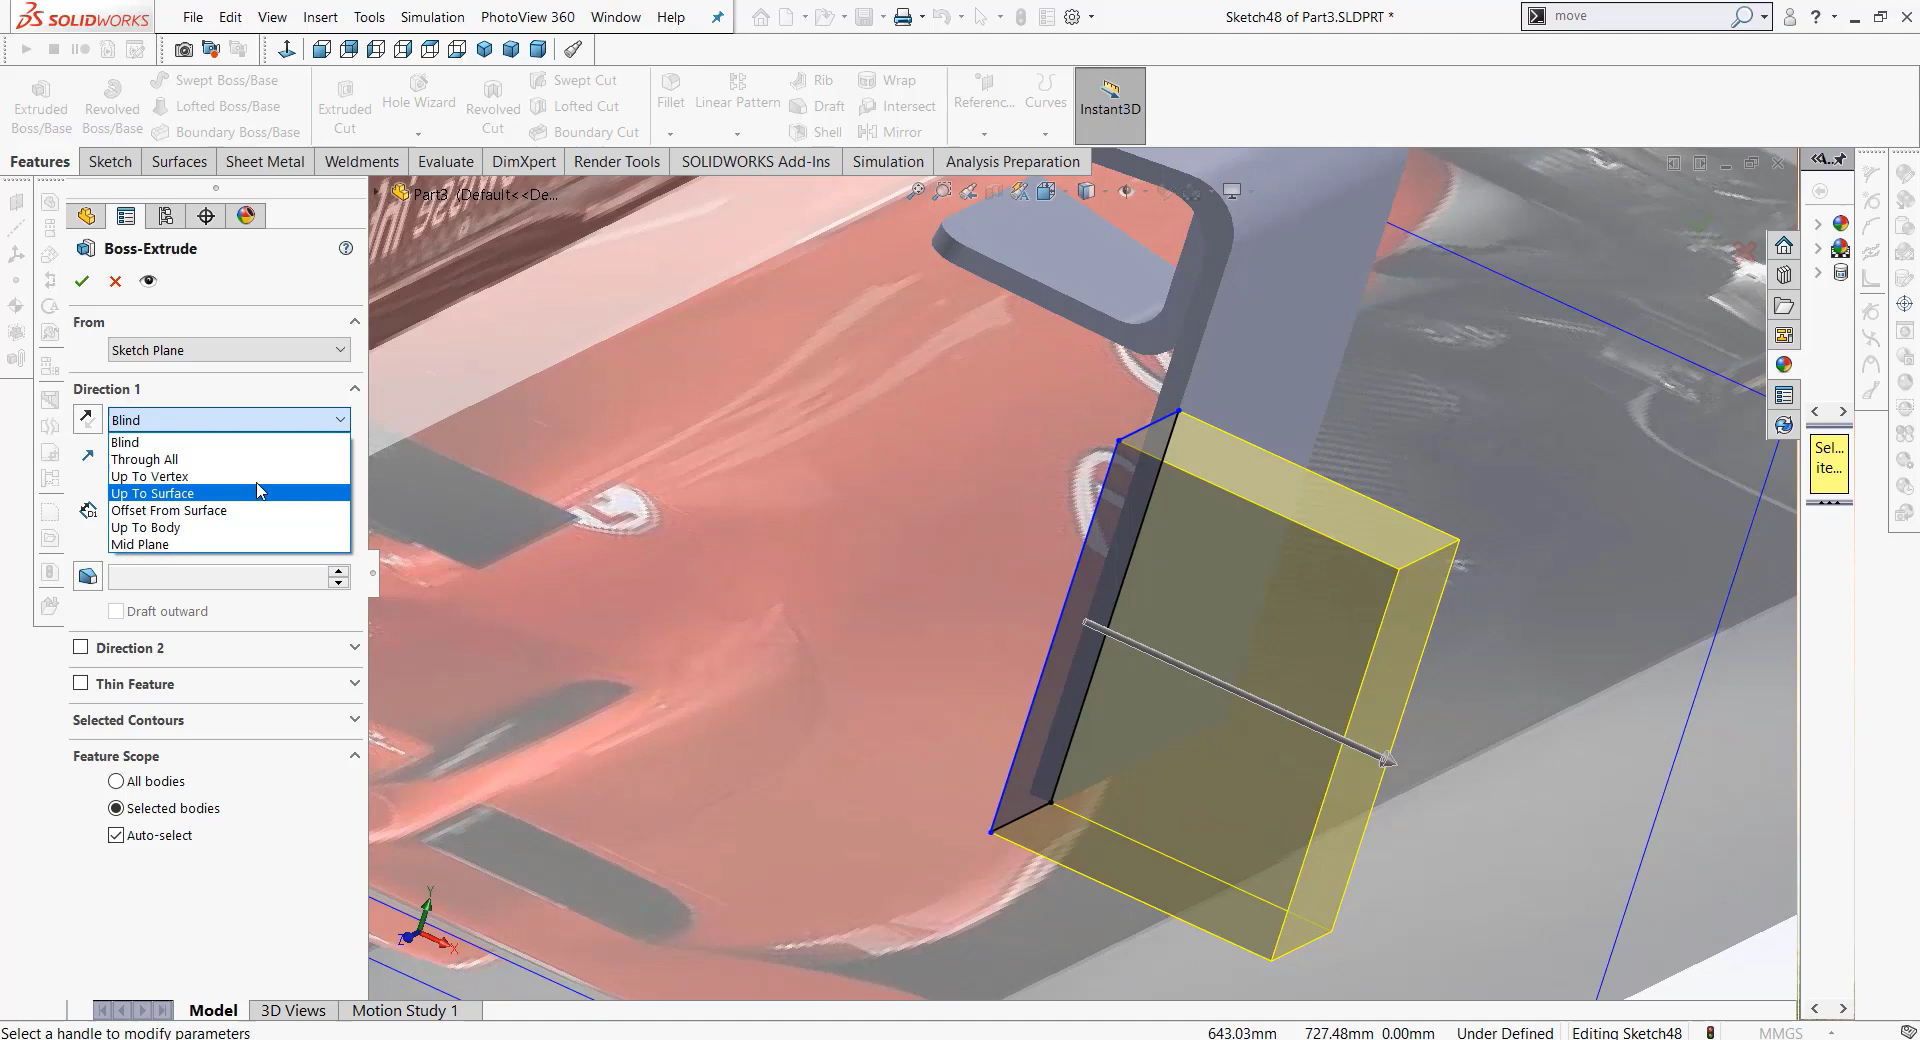 SOLIDWORKS
File Edit View Insert Tools Simulation PhotoView 360 Window Help
Sketch48 of Part3.SLDPRT *
move
Extruded Boss/Base
Revolved Boss/Base
Swept Boss/Base
Lofted Boss/Base
Boundary Boss/Base
Extruded Cut
Hole Wizard
Revolved Cut
Swept Cut
Lofted Cut
Boundary Cut
Fillet
Linear Pattern
Rib
Draft
Shell
Wrap
Intersect
Mirror
Referenc...
Curves
Instant3D
Features Sketch Surfaces Sheet Metal Weldments Evaluate DimXpert Render Tools SOLIDWORKS Add-Ins Simulation Analysis Preparation
Part3 (Default<<De...
Boss-Extrude
From
Sketch Plane
Direction 1
Blind
Blind
Through All
Up To Vertex
Up To Surface
Offset From Surface
Up To Body
Mid Plane
Draft outward
Direction 2
Thin Feature
Selected Contours
Feature Scope
All bodies
Selected bodies
Auto-select
Sel...
ite...
Y
Z
X
Model 3D Views Motion Study 1
Select a handle to modify parameters
643.03mm 727.48mm 0.00mm Under Defined Editing Sketch48 MMGS